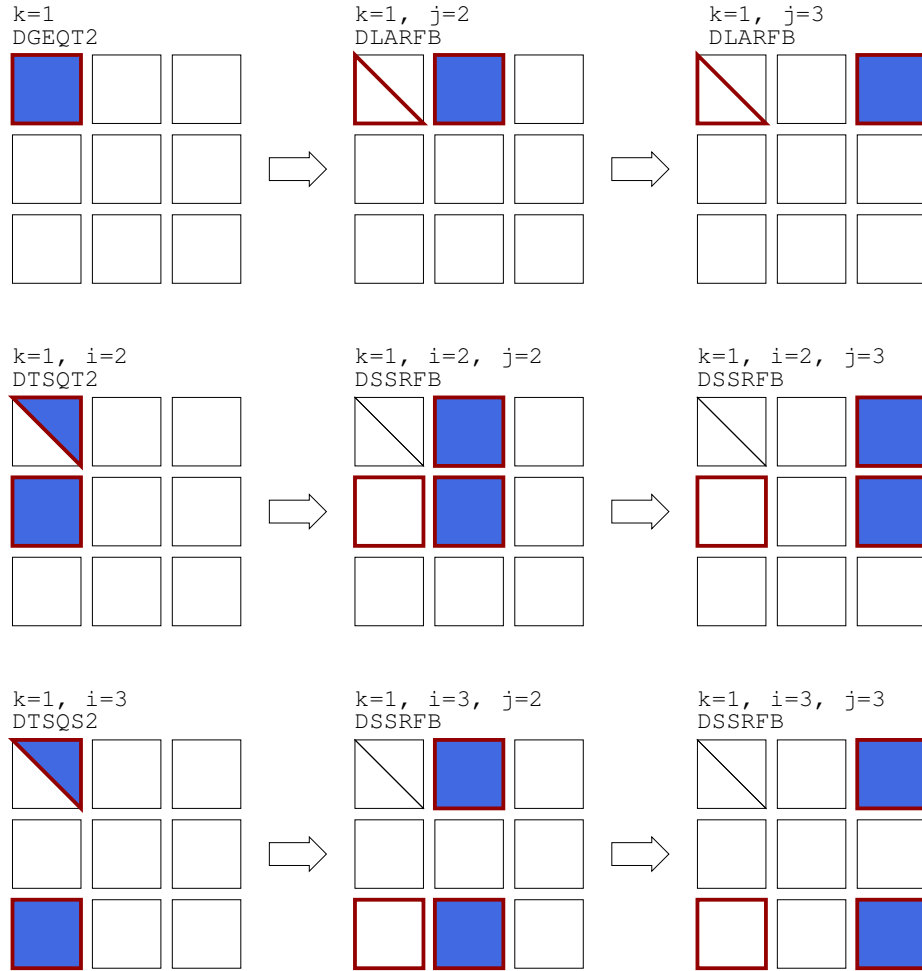 k=1
DGEQT2
k=1, j=2
DLARFB
k=1, j=3
DLARFB
k=1, i=2
DTSQT2
k=1, i=2, j=2
DSSRFB
k=1, i=2, j=3
DSSRFB
k=1, i=3
DTSQS2
k=1, i=3, j=2
DSSRFB
k=1, i=3, j=3
DSSRFB